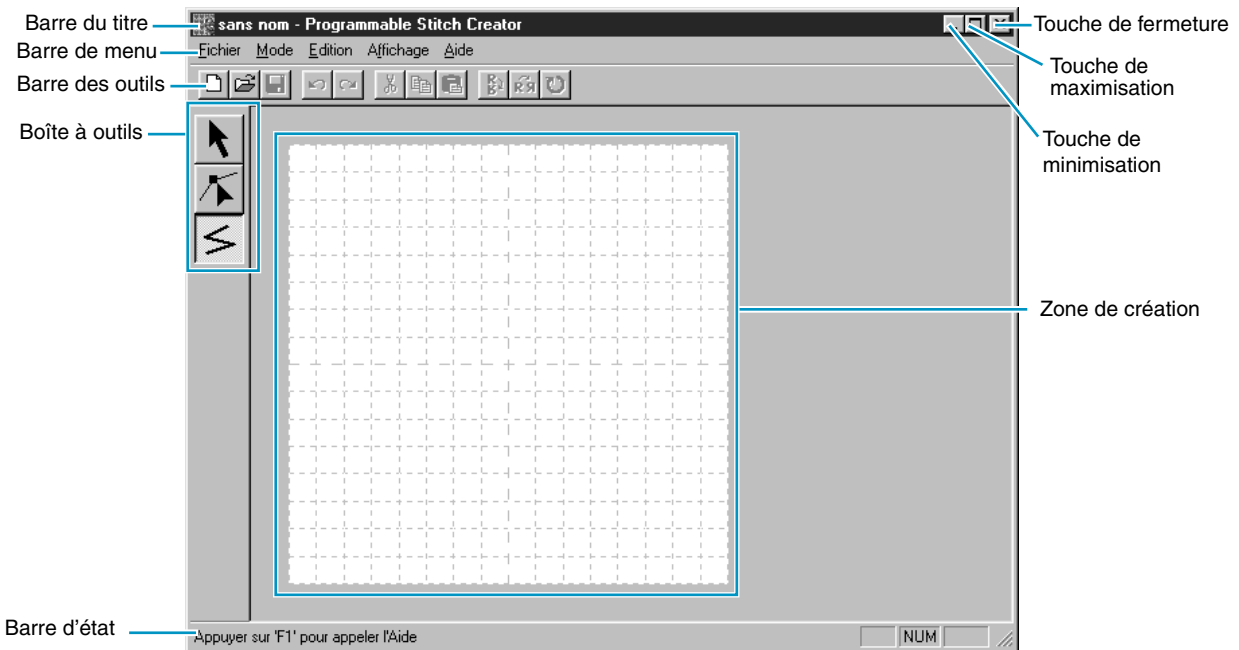 Barre du titre
sans nom - Programmable Stitch Creator
Touche de fermeture
Barre de menu
Fichier Mode Edition Affichage Aide
Touche de
maximisation
Barre des outils
Boîte à outils
Touche de
minimisation
Zone de création
Barre d'état
Appuyer sur 'F1' pour appeler l'Aide
NUM